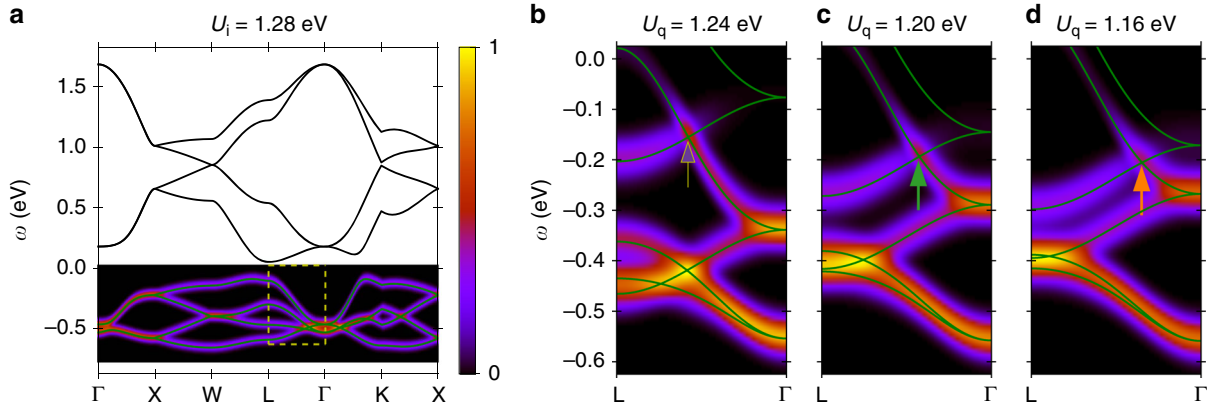 a
U_i = 1.28 eV
1.5
1.0
0.5
0.0
−0.5
ω (eV)
Γ X W L Γ K X
1
0
b
U_q = 1.24 eV
0.0
−0.1
−0.2
−0.3
−0.4
−0.5
−0.6
ω (eV)
L Γ
c
U_q = 1.20 eV
L Γ
d
U_q = 1.16 eV
L Γ